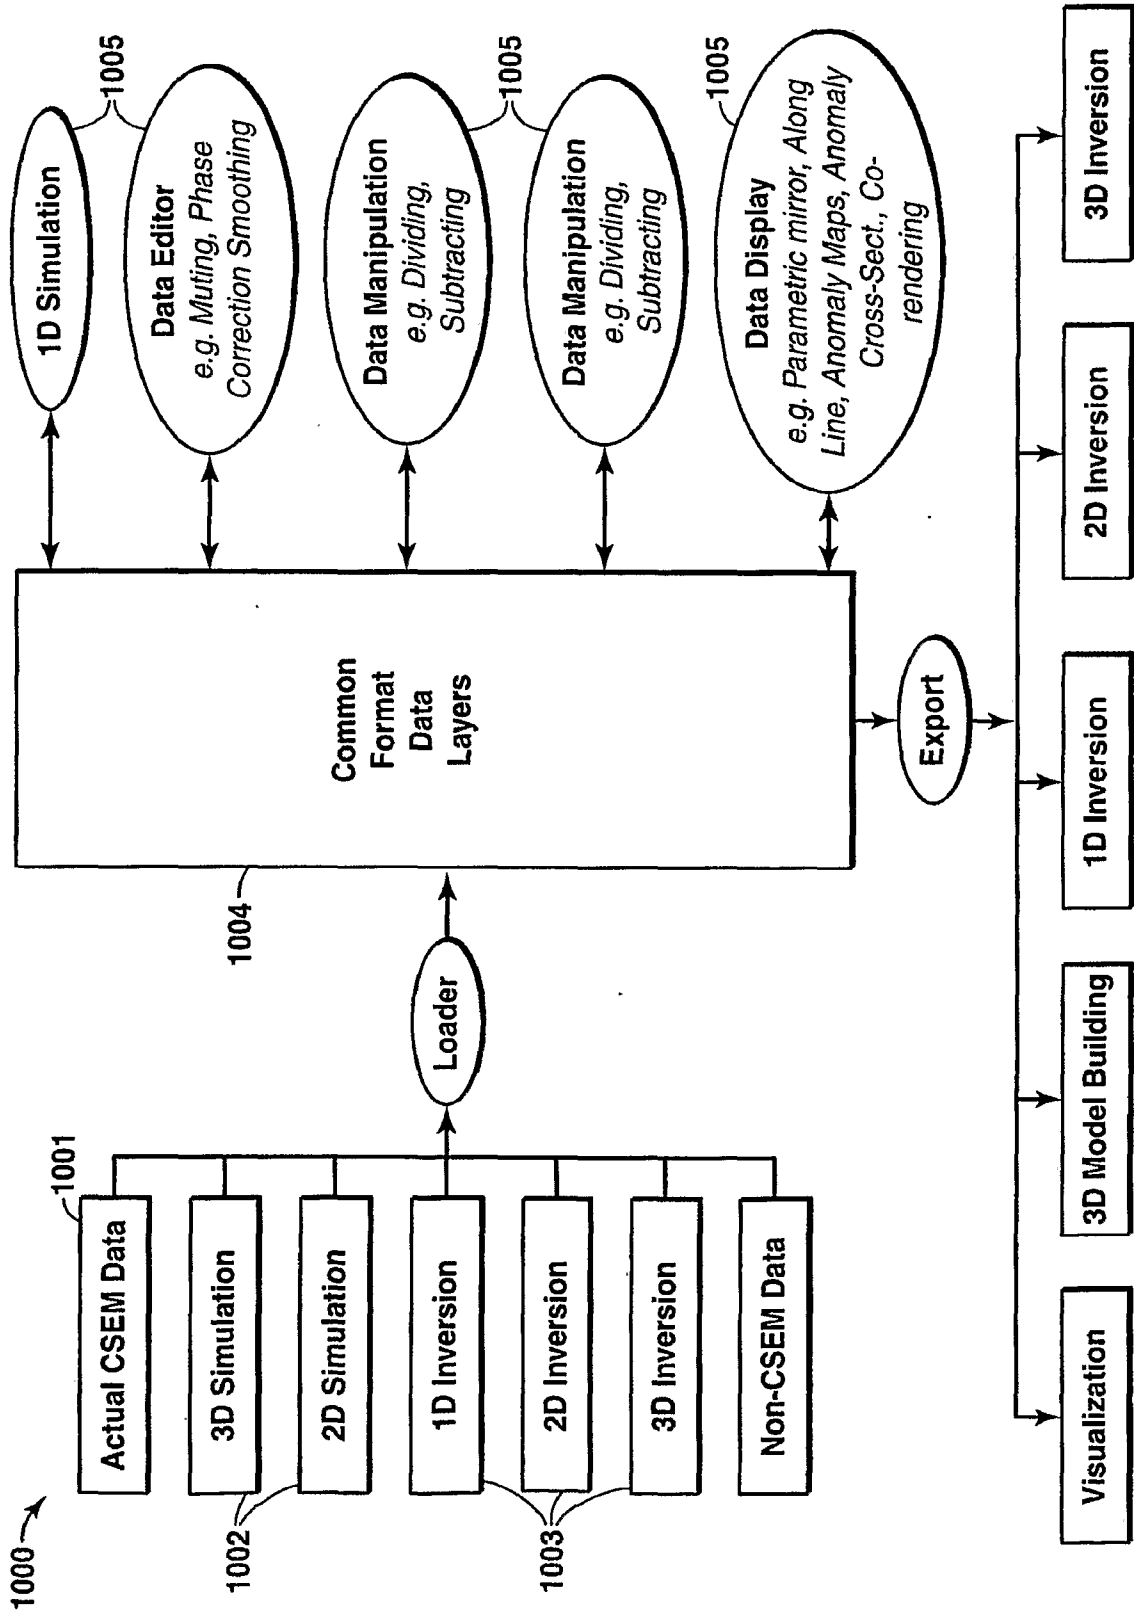 1000
Actual CSEM Data
1001
3D Simulation
2D Simulation
1002
1D Inversion
2D Inversion
3D Inversion
1003
Non-CSEM Data
Loader
1004
Common
Format
Data
Layers
1D Simulation
1005
Data Editor
e.g. Muting, Phase
Correction Smoothing
Data Manipulation
e.g. Dividing,
Subtracting
1005
Data Manipulation
e.g. Dividing,
Subtracting
1005
Data Display
e.g. Parametric mirror, Along
Line, Anomaly Maps, Anomaly
Cross-Sect., Co-
rendering
Export
Visualization
3D Model Building
1D Inversion
2D Inversion
3D Inversion